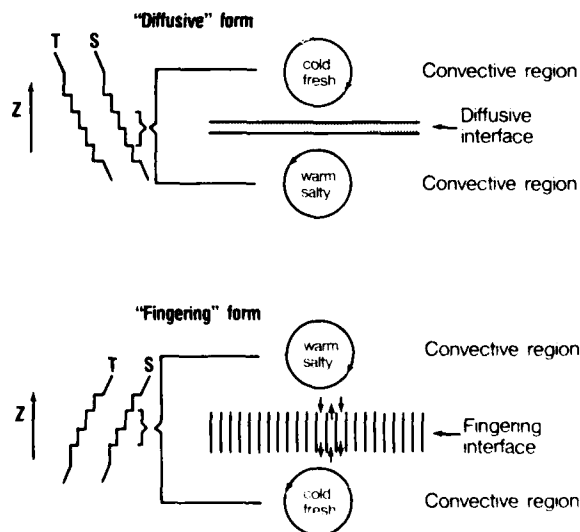 "Diffusive" form
T S
Z
cold
fresh
Convective region
Diffusive
interface
warm
salty
Convective region
"Fingering" form
T S
Z
warm
salty
Convective region
Fingering
interface
cold
fresh
Convective region